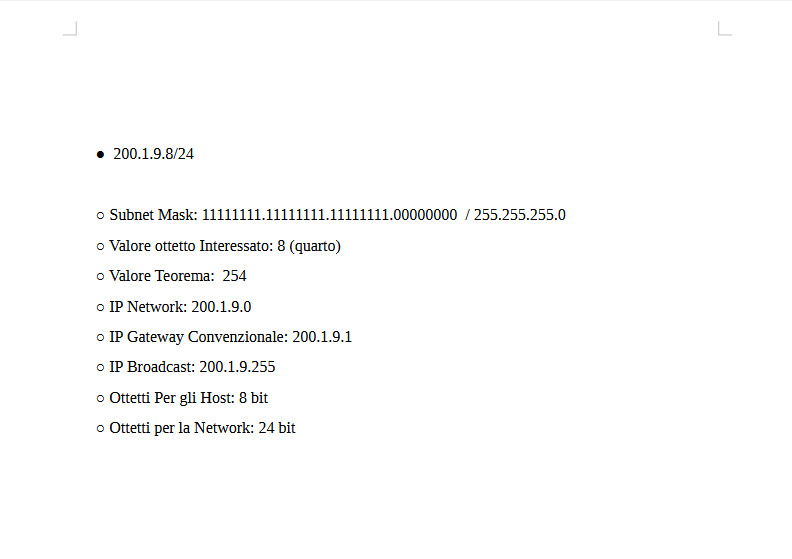 ● 200.1.9.8/24
○ Subnet Mask: 11111111.11111111.11111111.00000000 / 255.255.255.0
○ Valore ottetto Interessato: 8 (quarto)
○ Valore Teorema: 254
○ IP Network: 200.1.9.0
○ IP Gateway Convenzionale: 200.1.9.1
○ IP Broadcast: 200.1.9.255
○ Ottetti Per gli Host: 8 bit
○ Ottetti per la Network: 24 bit